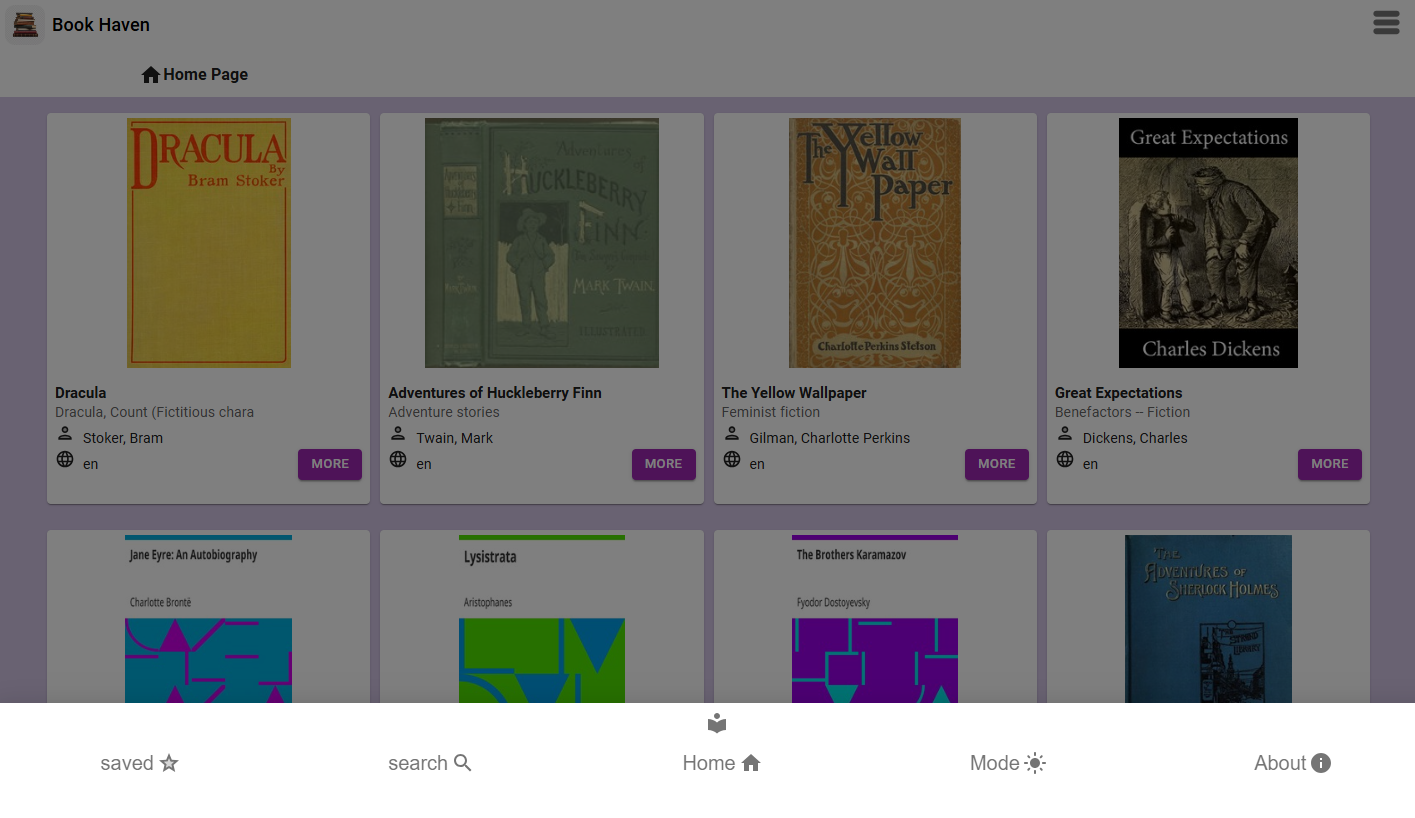 Book Haven
Home Page
DRACULA
By
Bram Stoker
Adventures
of
HUCKLEBERRY
FINN
MARK TWAIN
ILLUSTRATED
The Yellow
Wall
Paper
Charlotte Perkins Stetson
Great Expectations
Charles Dickens
Dracula
Dracula, Count (Fictitious chara
Stoker, Bram
en
MORE
Adventures of Huckleberry Finn
Adventure stories
Twain, Mark
en
MORE
The Yellow Wallpaper
Feminist fiction
Gilman, Charlotte Perkins
en
MORE
Great Expectations
Benefactors -- Fiction
Dickens, Charles
en
MORE
Jane Eyre: An Autobiography
Charlotte Brontë
Lysistrata
Aristophanes
The Brothers Karamazov
Fyodor Dostoyevsky
THE
ADVENTURES OF
SHERLOCK HOLMES
saved
search
Home
Mode
About